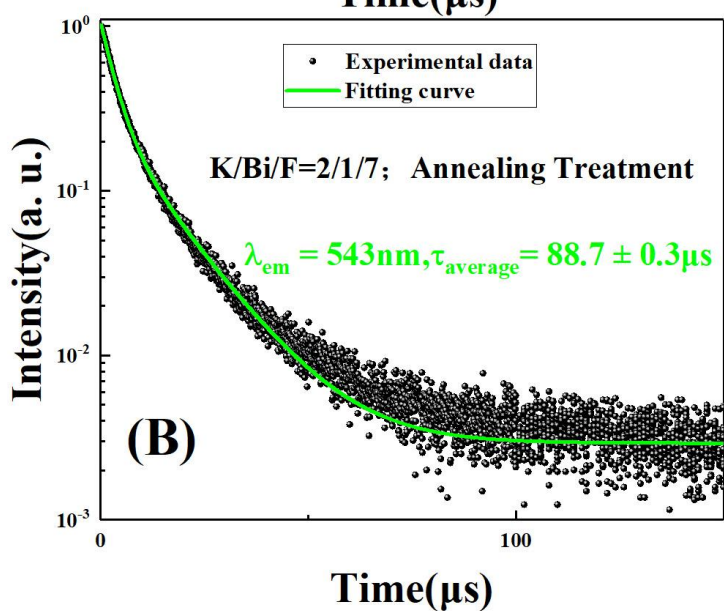 Time(μs)
Experimental data
Fitting curve
K/Bi/F=2/1/7; Annealing Treatment
λem = 543nm,τaverage= 88.7 ± 0.3μs
(B)
Intensity(a. u.)
10⁰
10⁻¹
10⁻²
10⁻³
0
100
Time(μs)